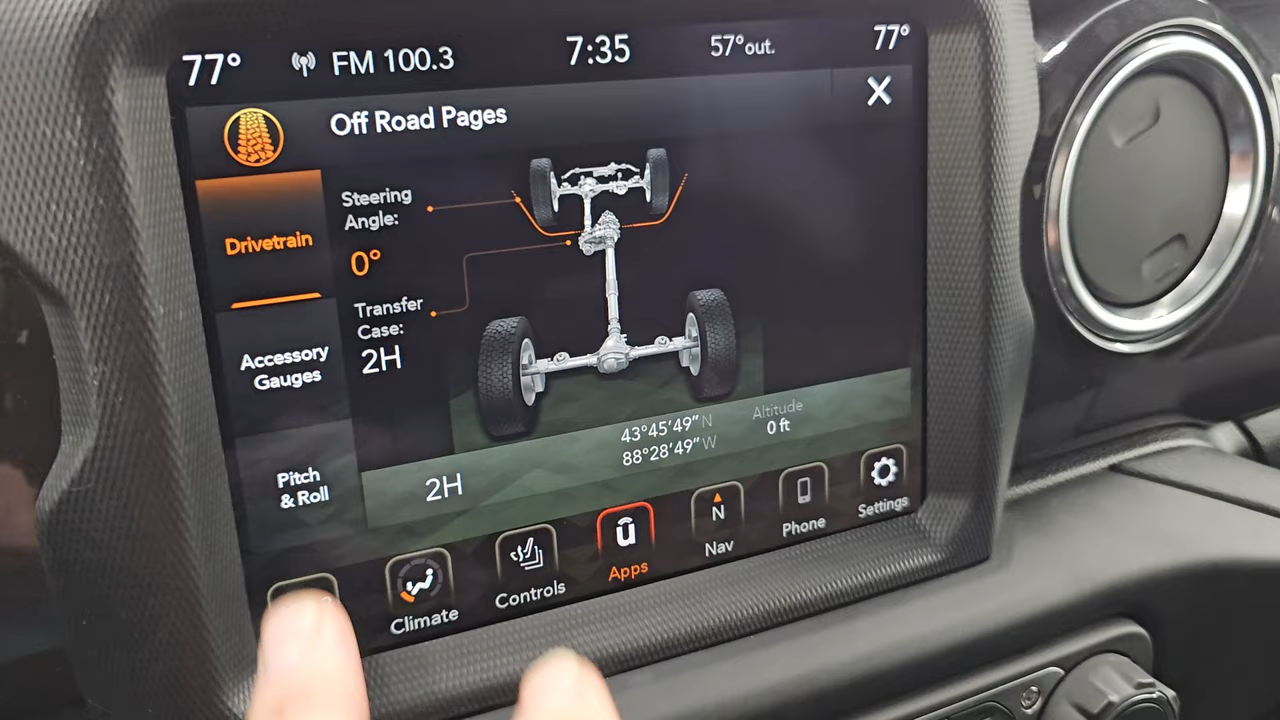 77° FM 100.3 7:35 57°out. 77°
Off Road Pages X
Drivetrain
Accessory
Gauges
Pitch
& Roll
Steering
Angle:
0°
Transfer
Case:
2H
2H
43°45'49" N
88°28'49" W
Altitude
0 ft
Climate
Controls
ū
Apps
N
Nav
Phone
Settings